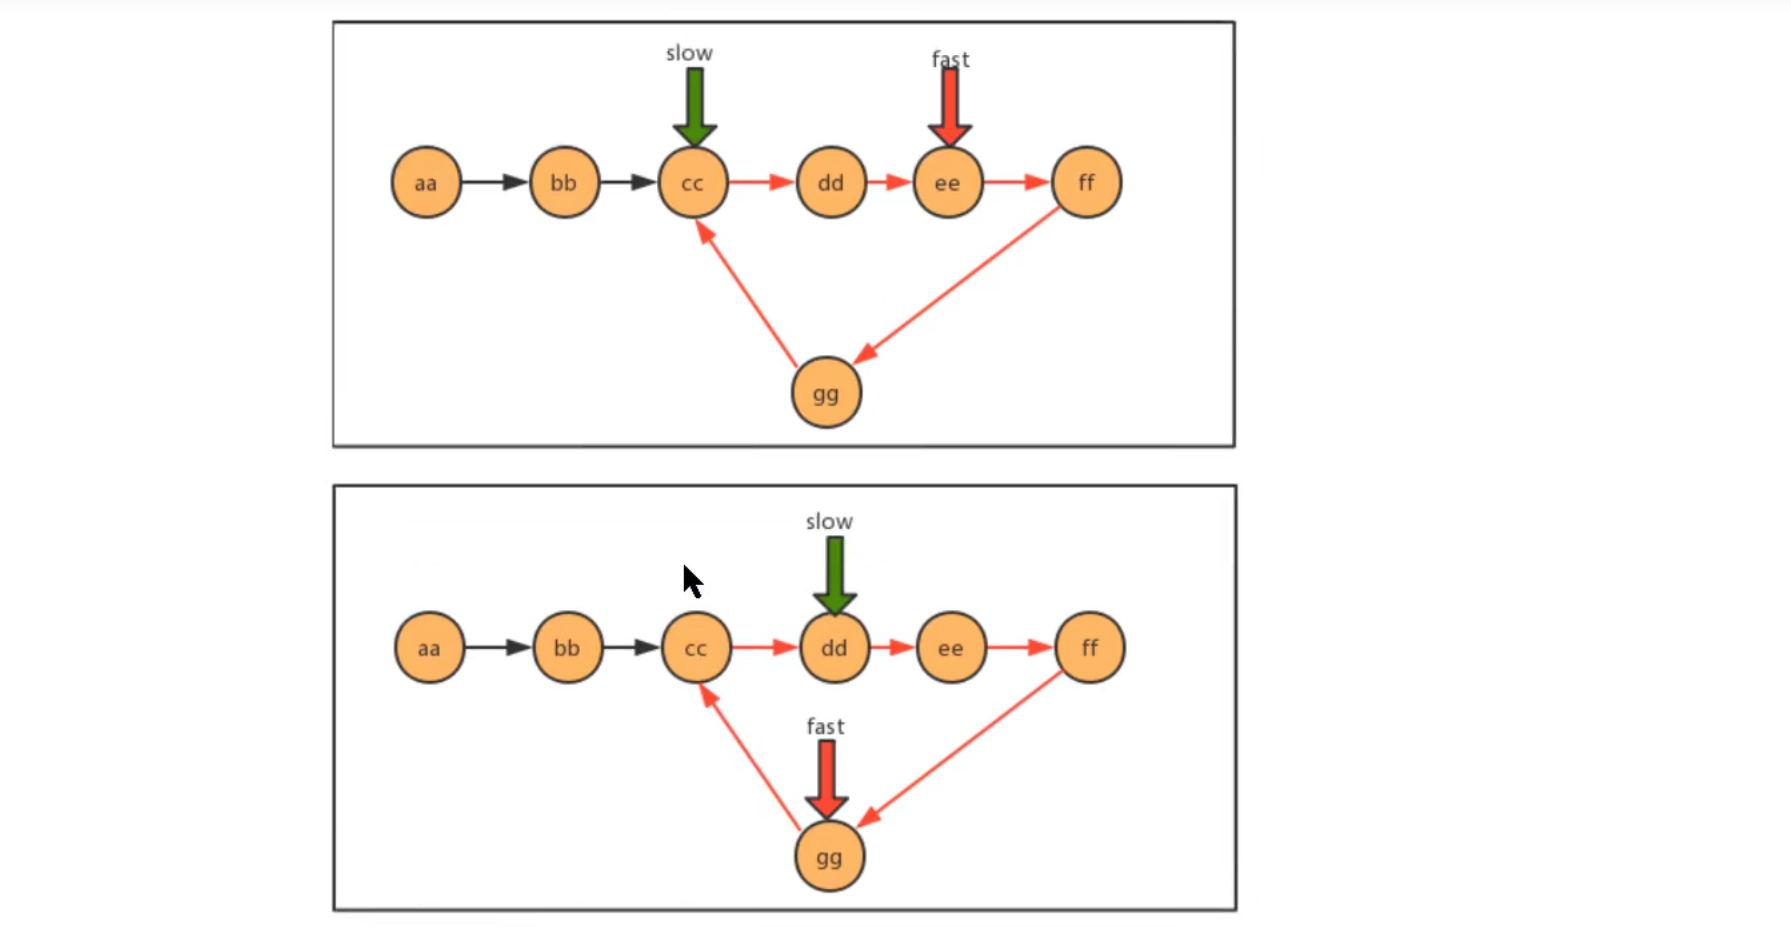 slow
fast
aa bb cc dd ee ff
gg
slow
aa bb cc dd ee ff
fast
gg